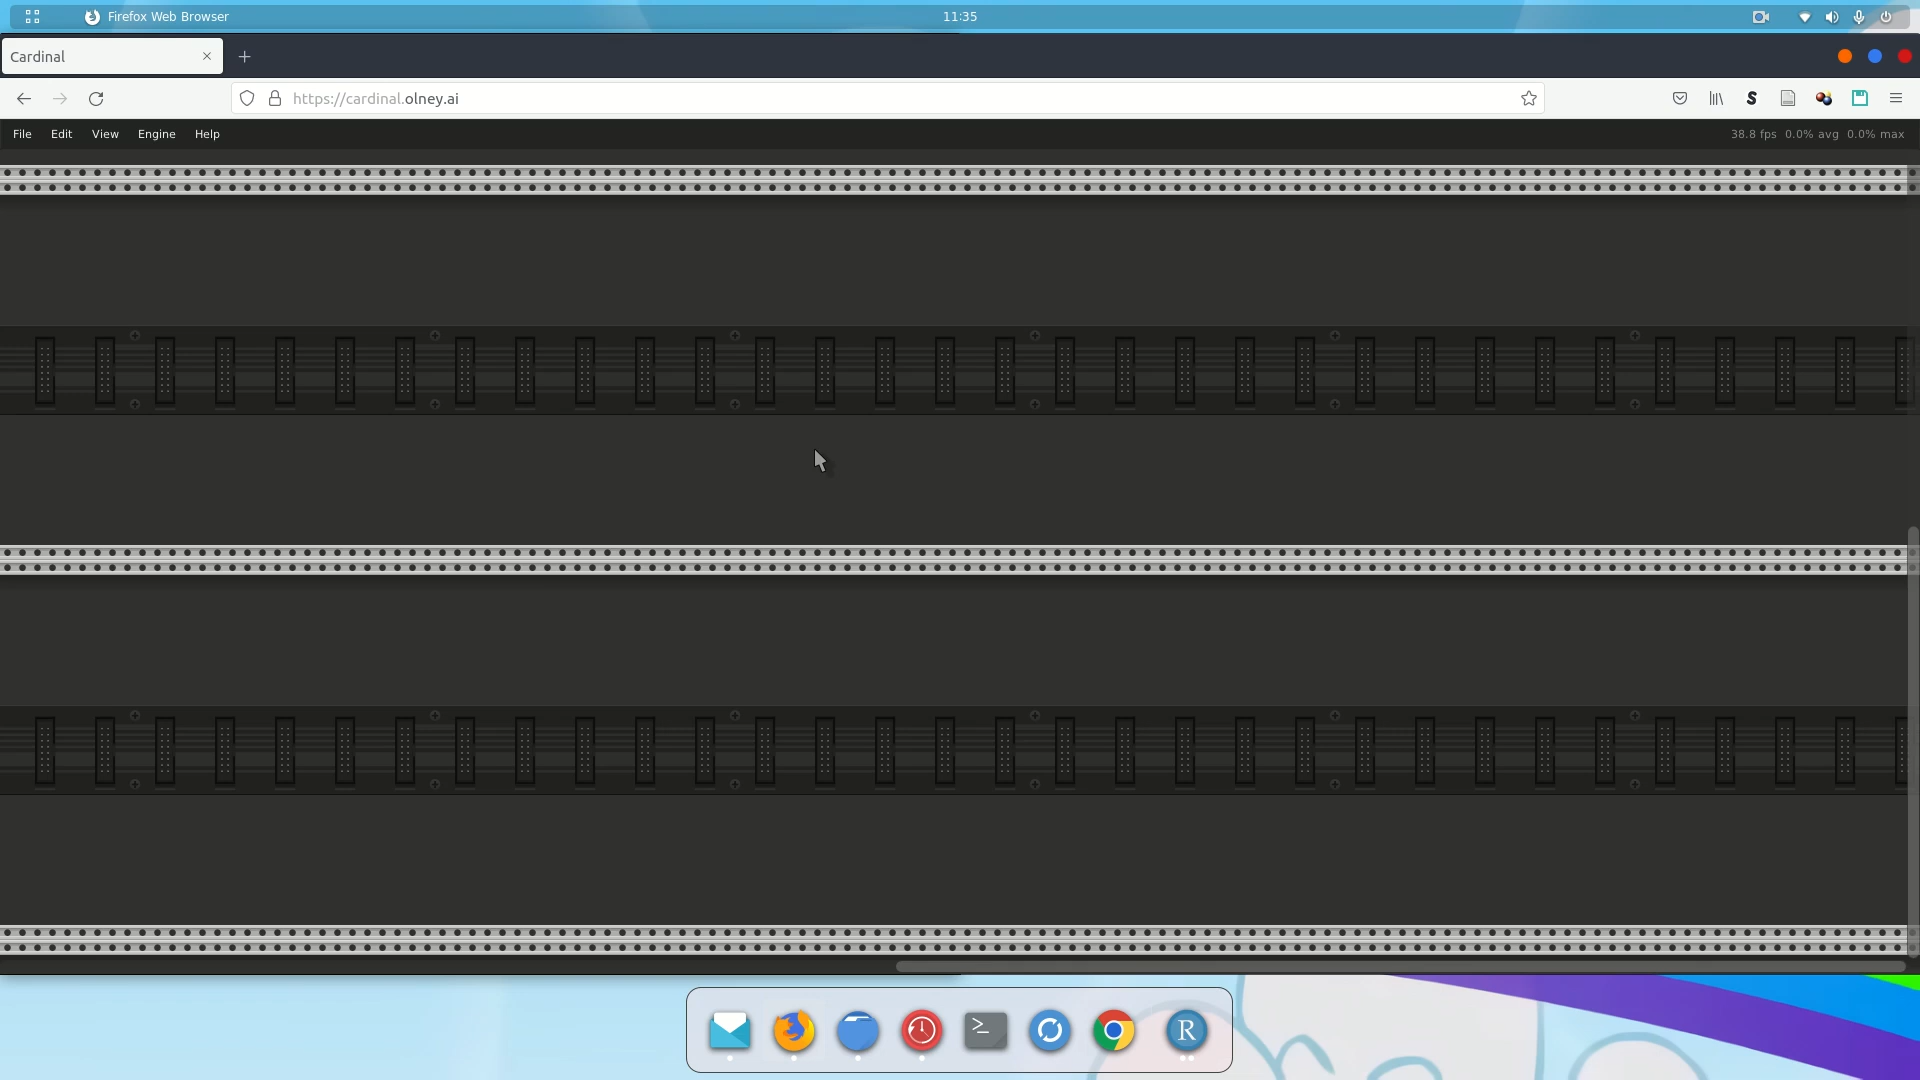 Firefox Web Browser
11:35
Cardinal
https://cardinal.olney.ai
S
File Edit View Engine Help
38.8 fps 0.0% avg 0.0% max
>_
R